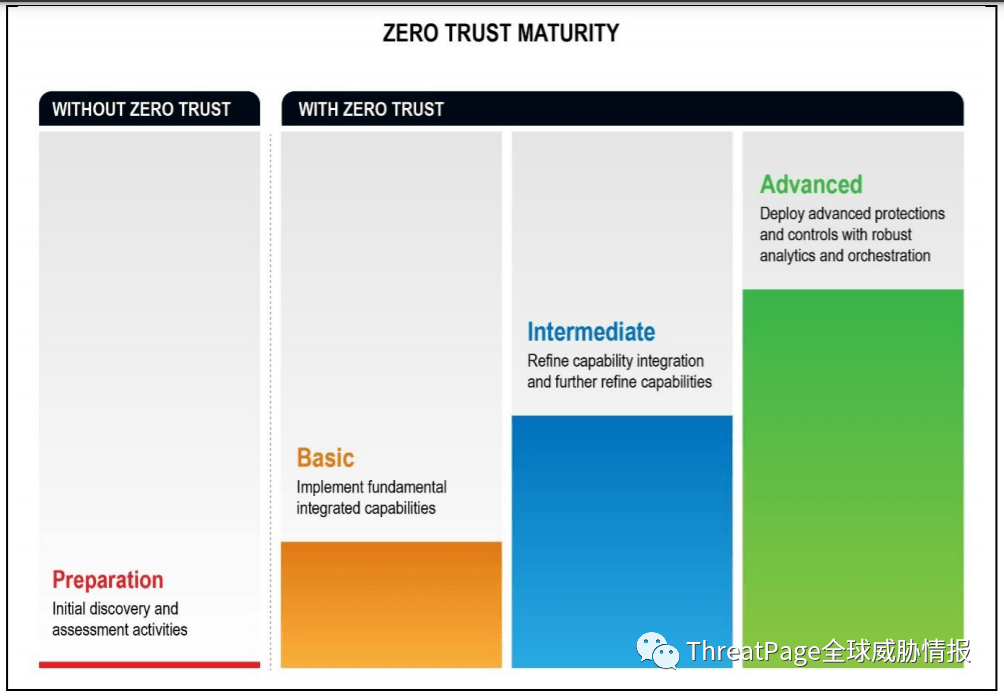 ZERO TRUST MATURITY
WITHOUT ZERO TRUST
WITH ZERO TRUST
Preparation
Initial discovery and
assessment activities
Basic
Implement fundamental
integrated capabilities
Intermediate
Refine capability integration
and further refine capabilities
Advanced
Deploy advanced protections
and controls with robust
analytics and orchestration
ThreatPage全球威胁情报